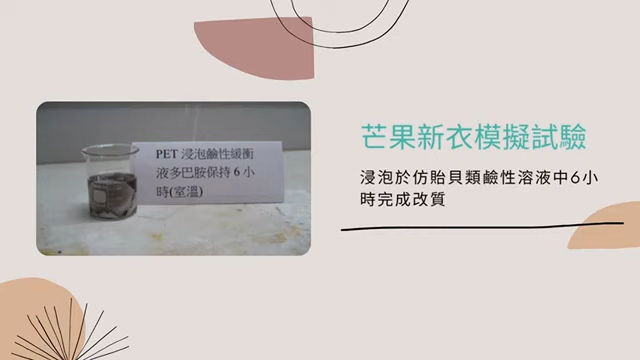 PET 浸泡鹼性緩衝
液多巴胺保持 6 小
時(室溫)
芒果新衣模擬試驗
浸泡於仿貽貝類鹼性溶液中6小
時完成改質